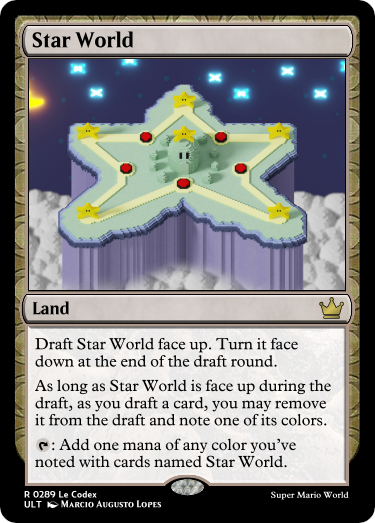 Star World
Land
Draft Star World face up. Turn it face
down at the end of the draft round.
As long as Star World is face up during the
draft, as you draft a card, you may remove
it from the draft and note one of its colors.
: Add one mana of any color you've
noted with cards named Star World.
R 0289 Le Codex
ULT Marcio Augusto Lopes
Super Mario World